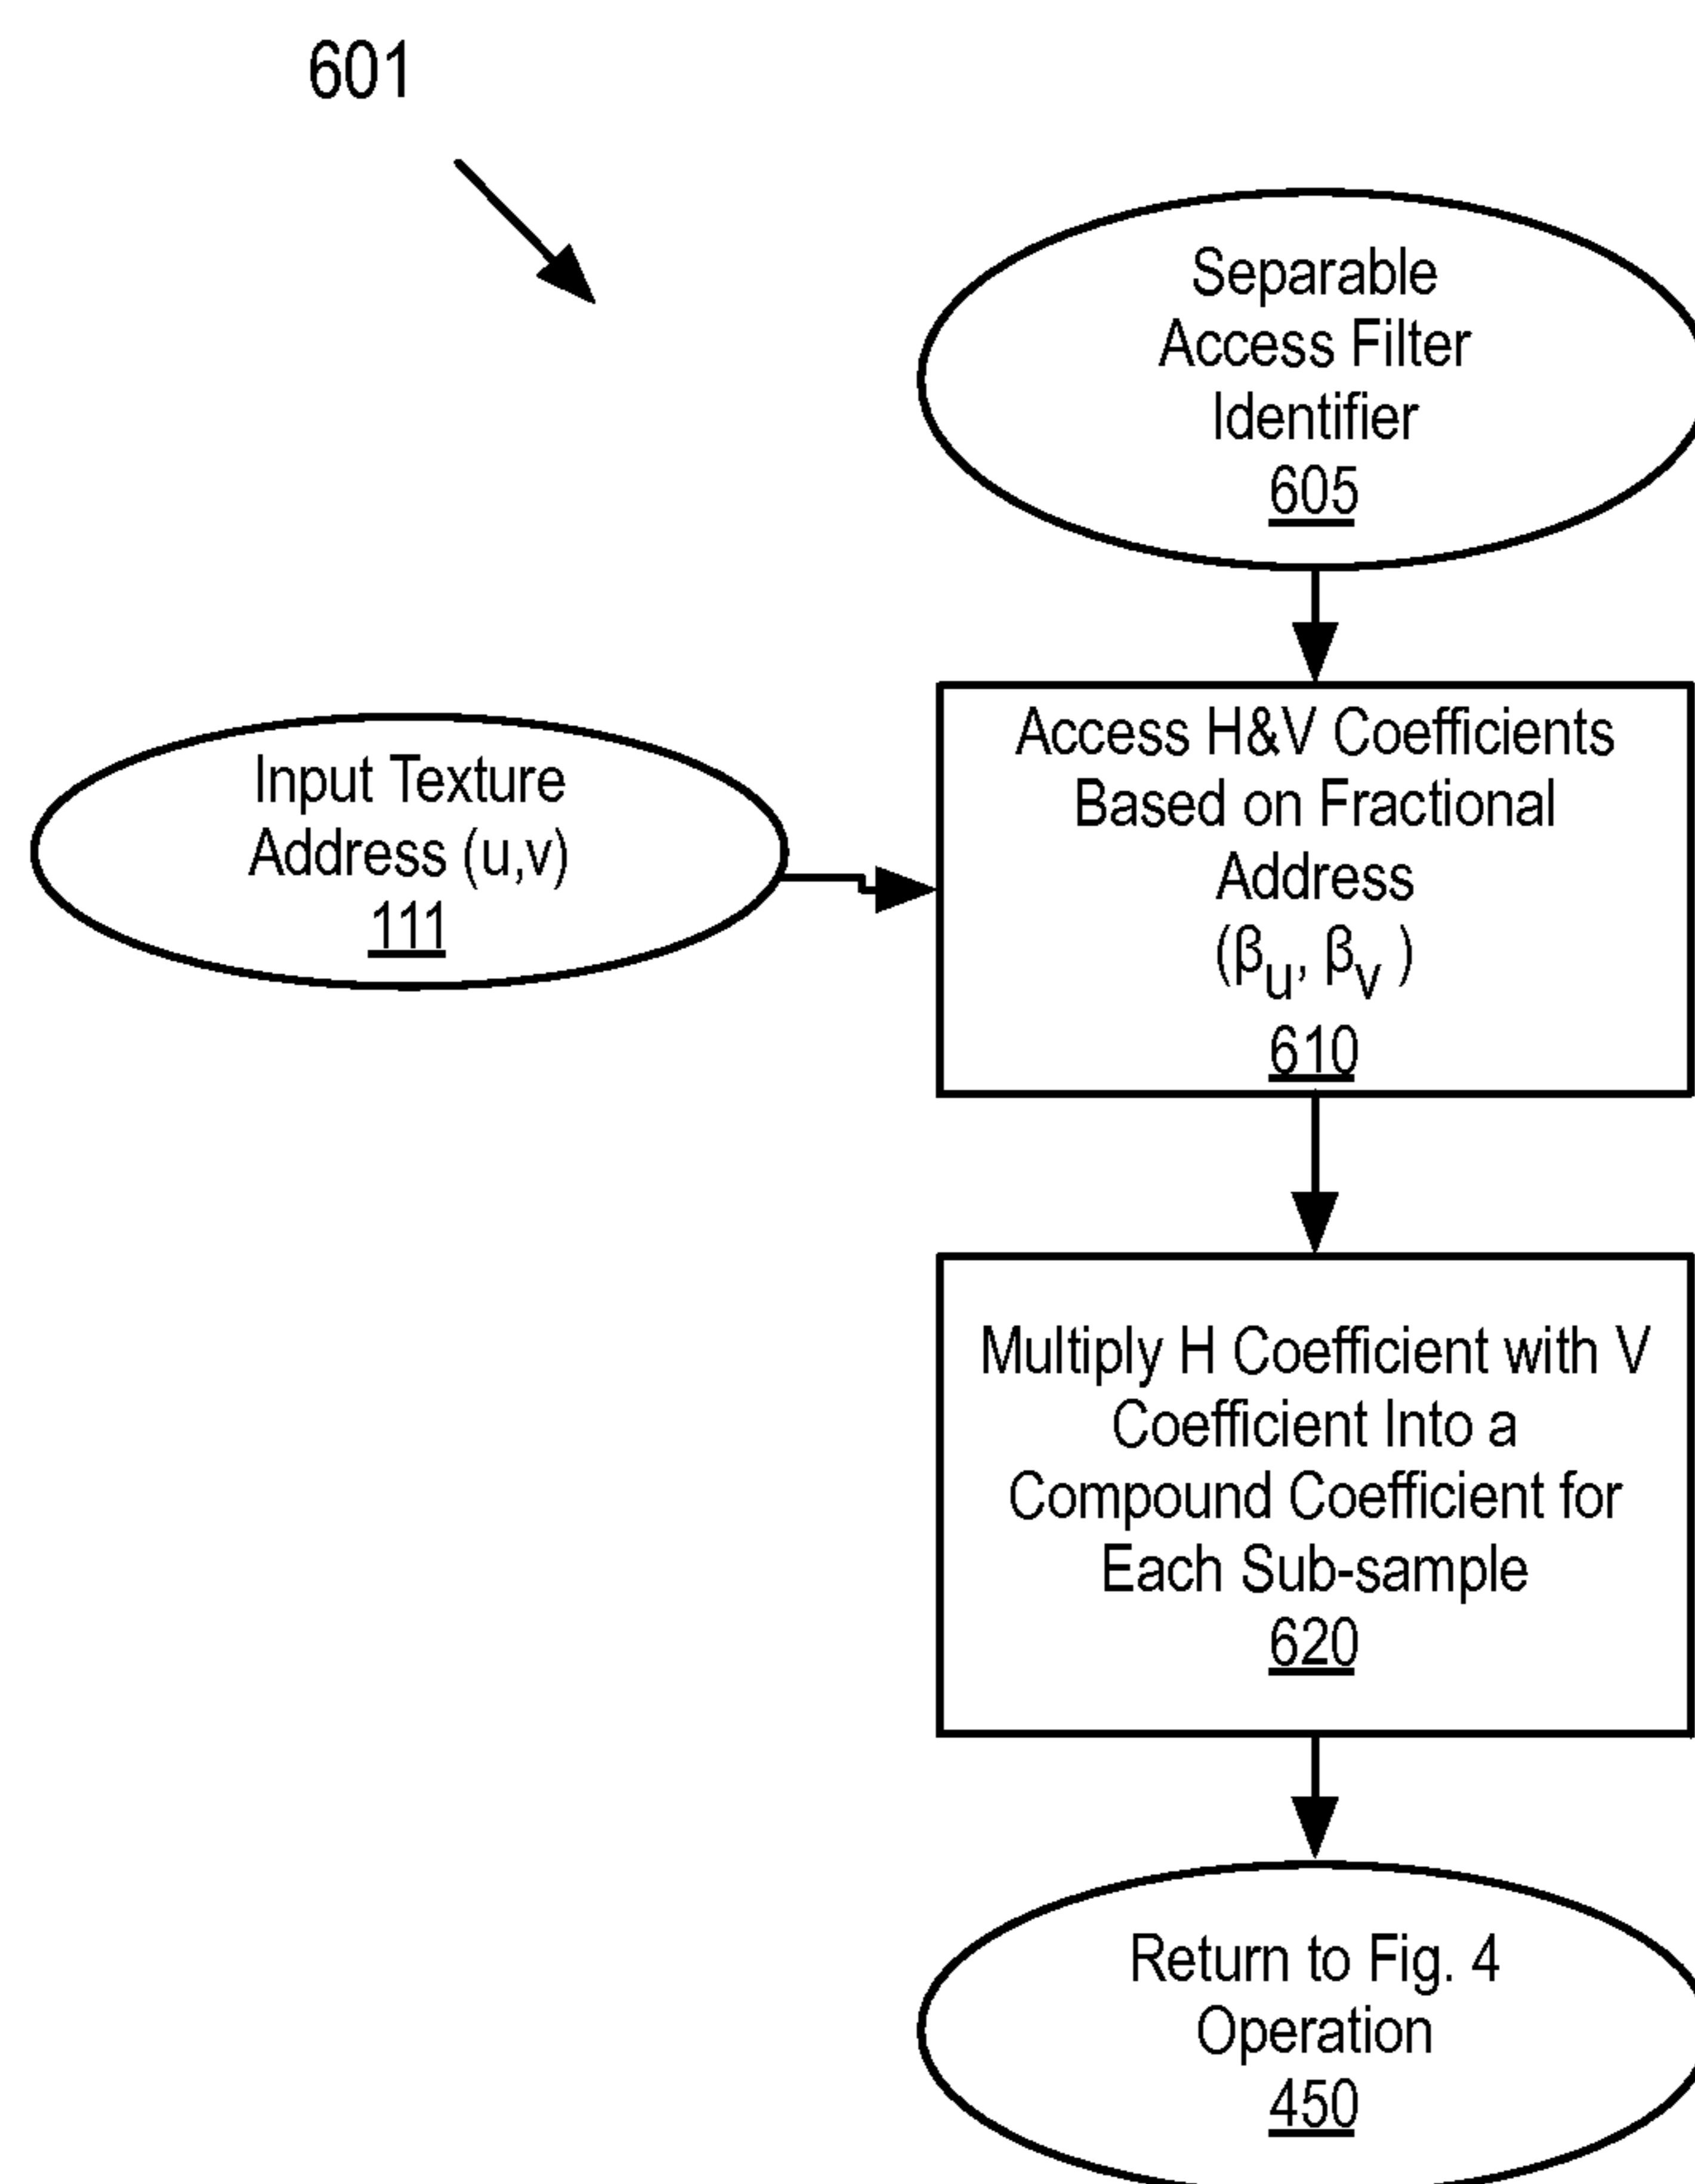 601
Separable
Access Filter
Identifier
605
Input Texture
Address (u,v)
111
Access H&V Coefficients
Based on Fractional
Address
(βu, βv )
610
Multiply H Coefficient with V
Coefficient Into a
Compound Coefficient for
Each Sub-sample
620
Return to Fig. 4
Operation
450